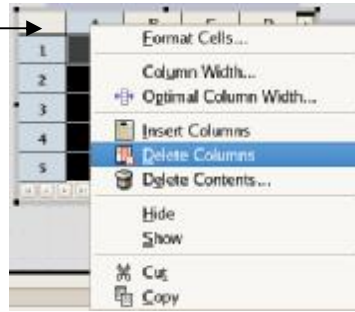 A B C D
1
2
3
4
5
Format Cells...
Column Width...
Optimal Column Width...
Insert Columns
Delete Columns
Delete Contents...
Hide
Show
Cut
Copy